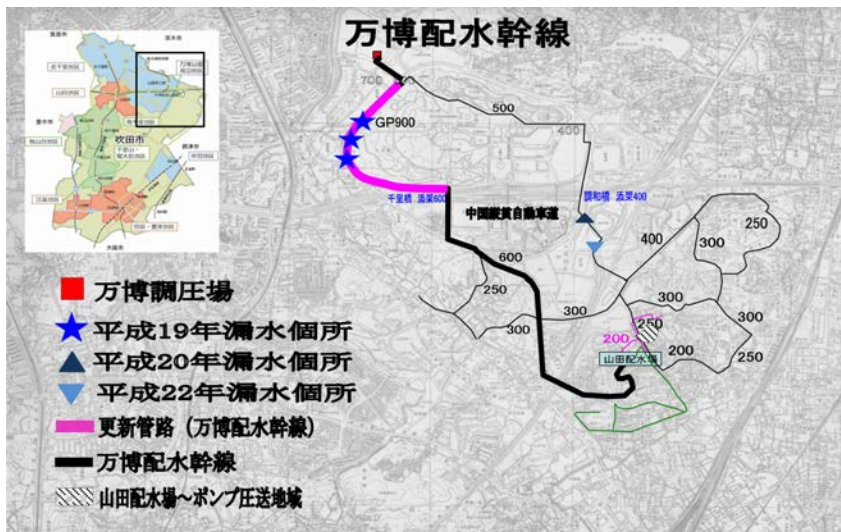 万博配水幹線
700
GP900
500
400
千里橋 添架600
中国縦貫自動車道
調和橋 添架400
600
400
300
250
250
300
300
300
300
250
200
200
250
山田配水場
吹田市
万博調圧場
平成19年漏水個所
平成20年漏水個所
平成22年漏水個所
更新管路（万博配水幹線）
万博配水幹線
山田配水場～ポンプ圧送地域